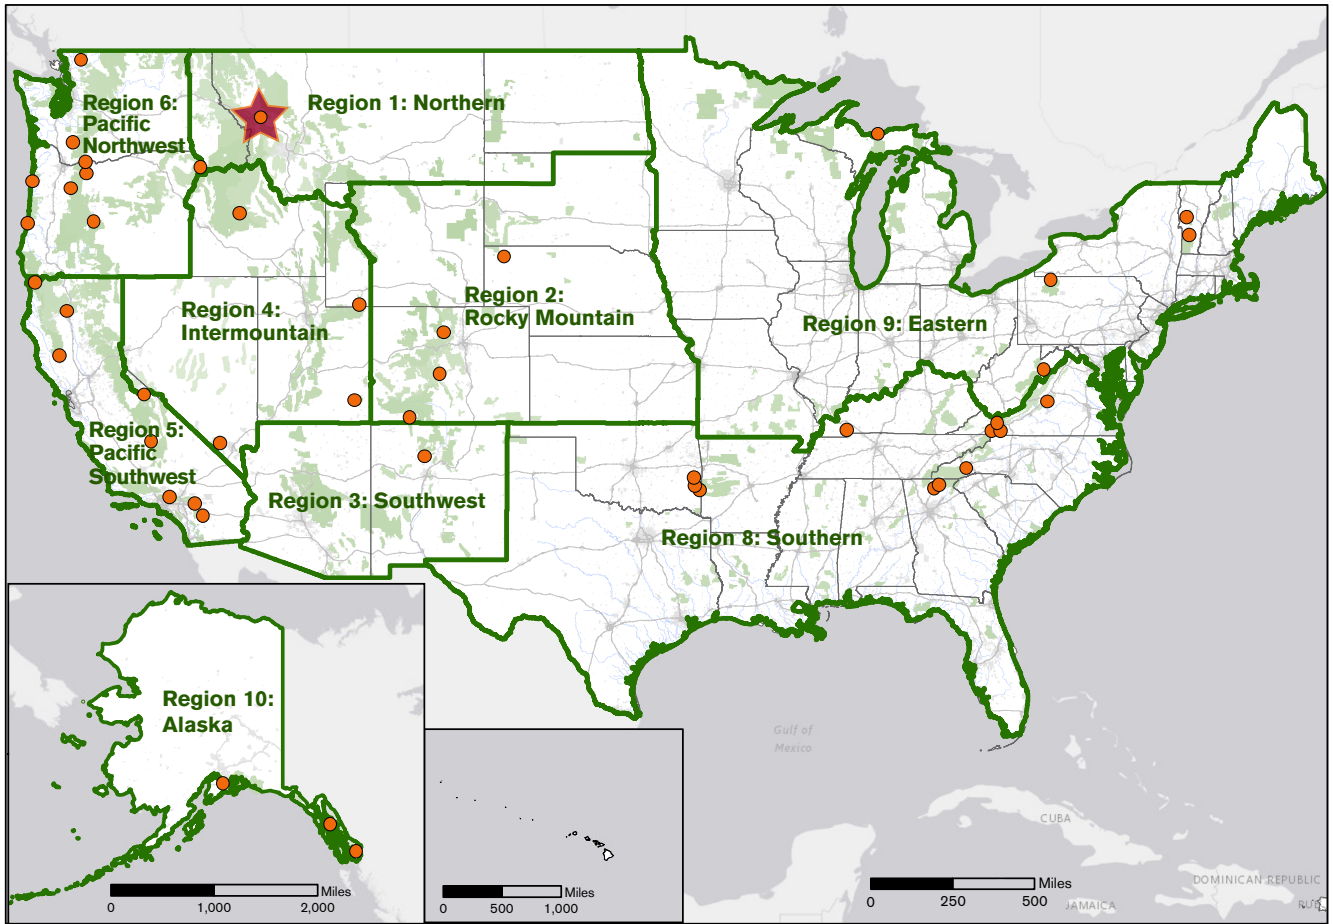 Region 6:
Pacific
Northwest
Region 1: Northern
Region 4:
Intermountain
Region 2:
Rocky Mountain
Region 9: Eastern
Region 5:
Pacific
Southwest
Region 3: Southwest
Region 8: Southern
Region 10:
Alaska
Gulf of
Mexico
CUBA
DOMINICAN REPUBLIC
JAMAICA
Miles
0 1,000 2,000
Miles
0 500 1,000
Miles
0 250 500